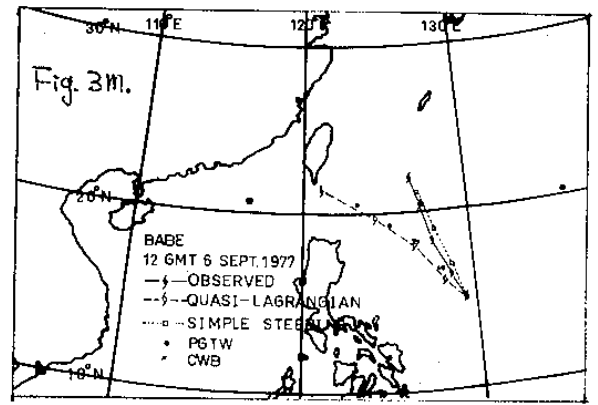 30°N 110°E 120°E 130°E
Fig. 3m.
20°N
BABE
12 GMT 6 SEPT. 1977
OBSERVED
QUASI-LAGRANGIAN
SIMPLE STEERING
PGTW
CWB
10°N